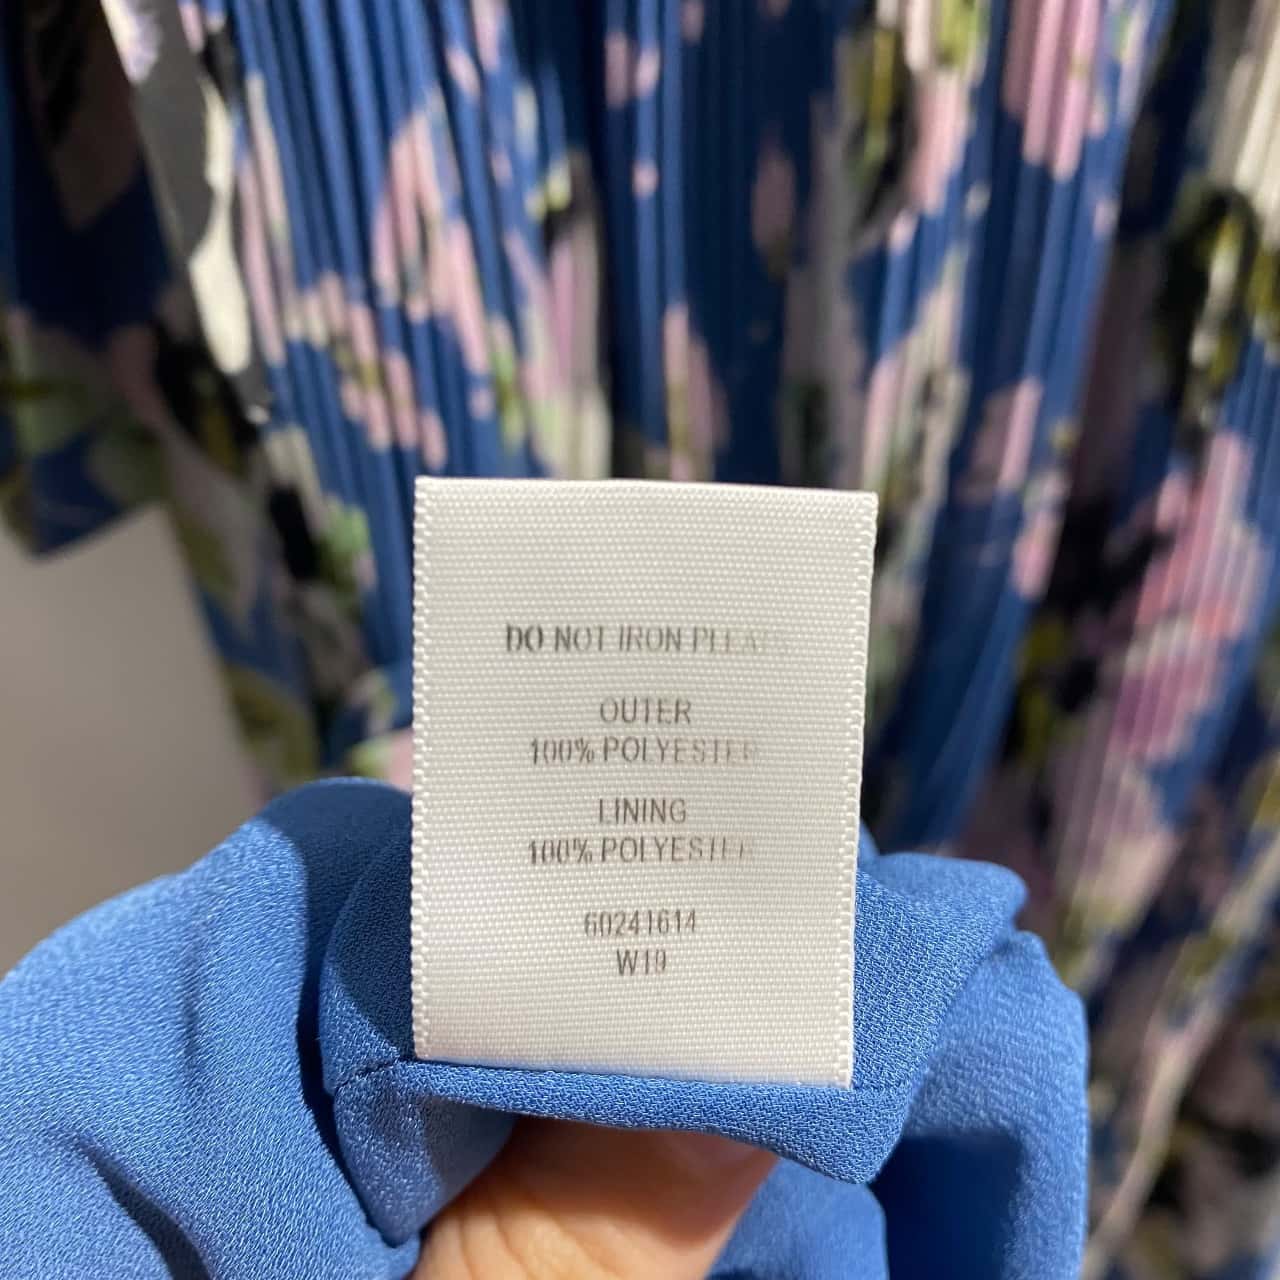 DO NOT IRON PLEATS
OUTER
100% POLYESTER
LINING
100% POLYESTER
60241614
W19